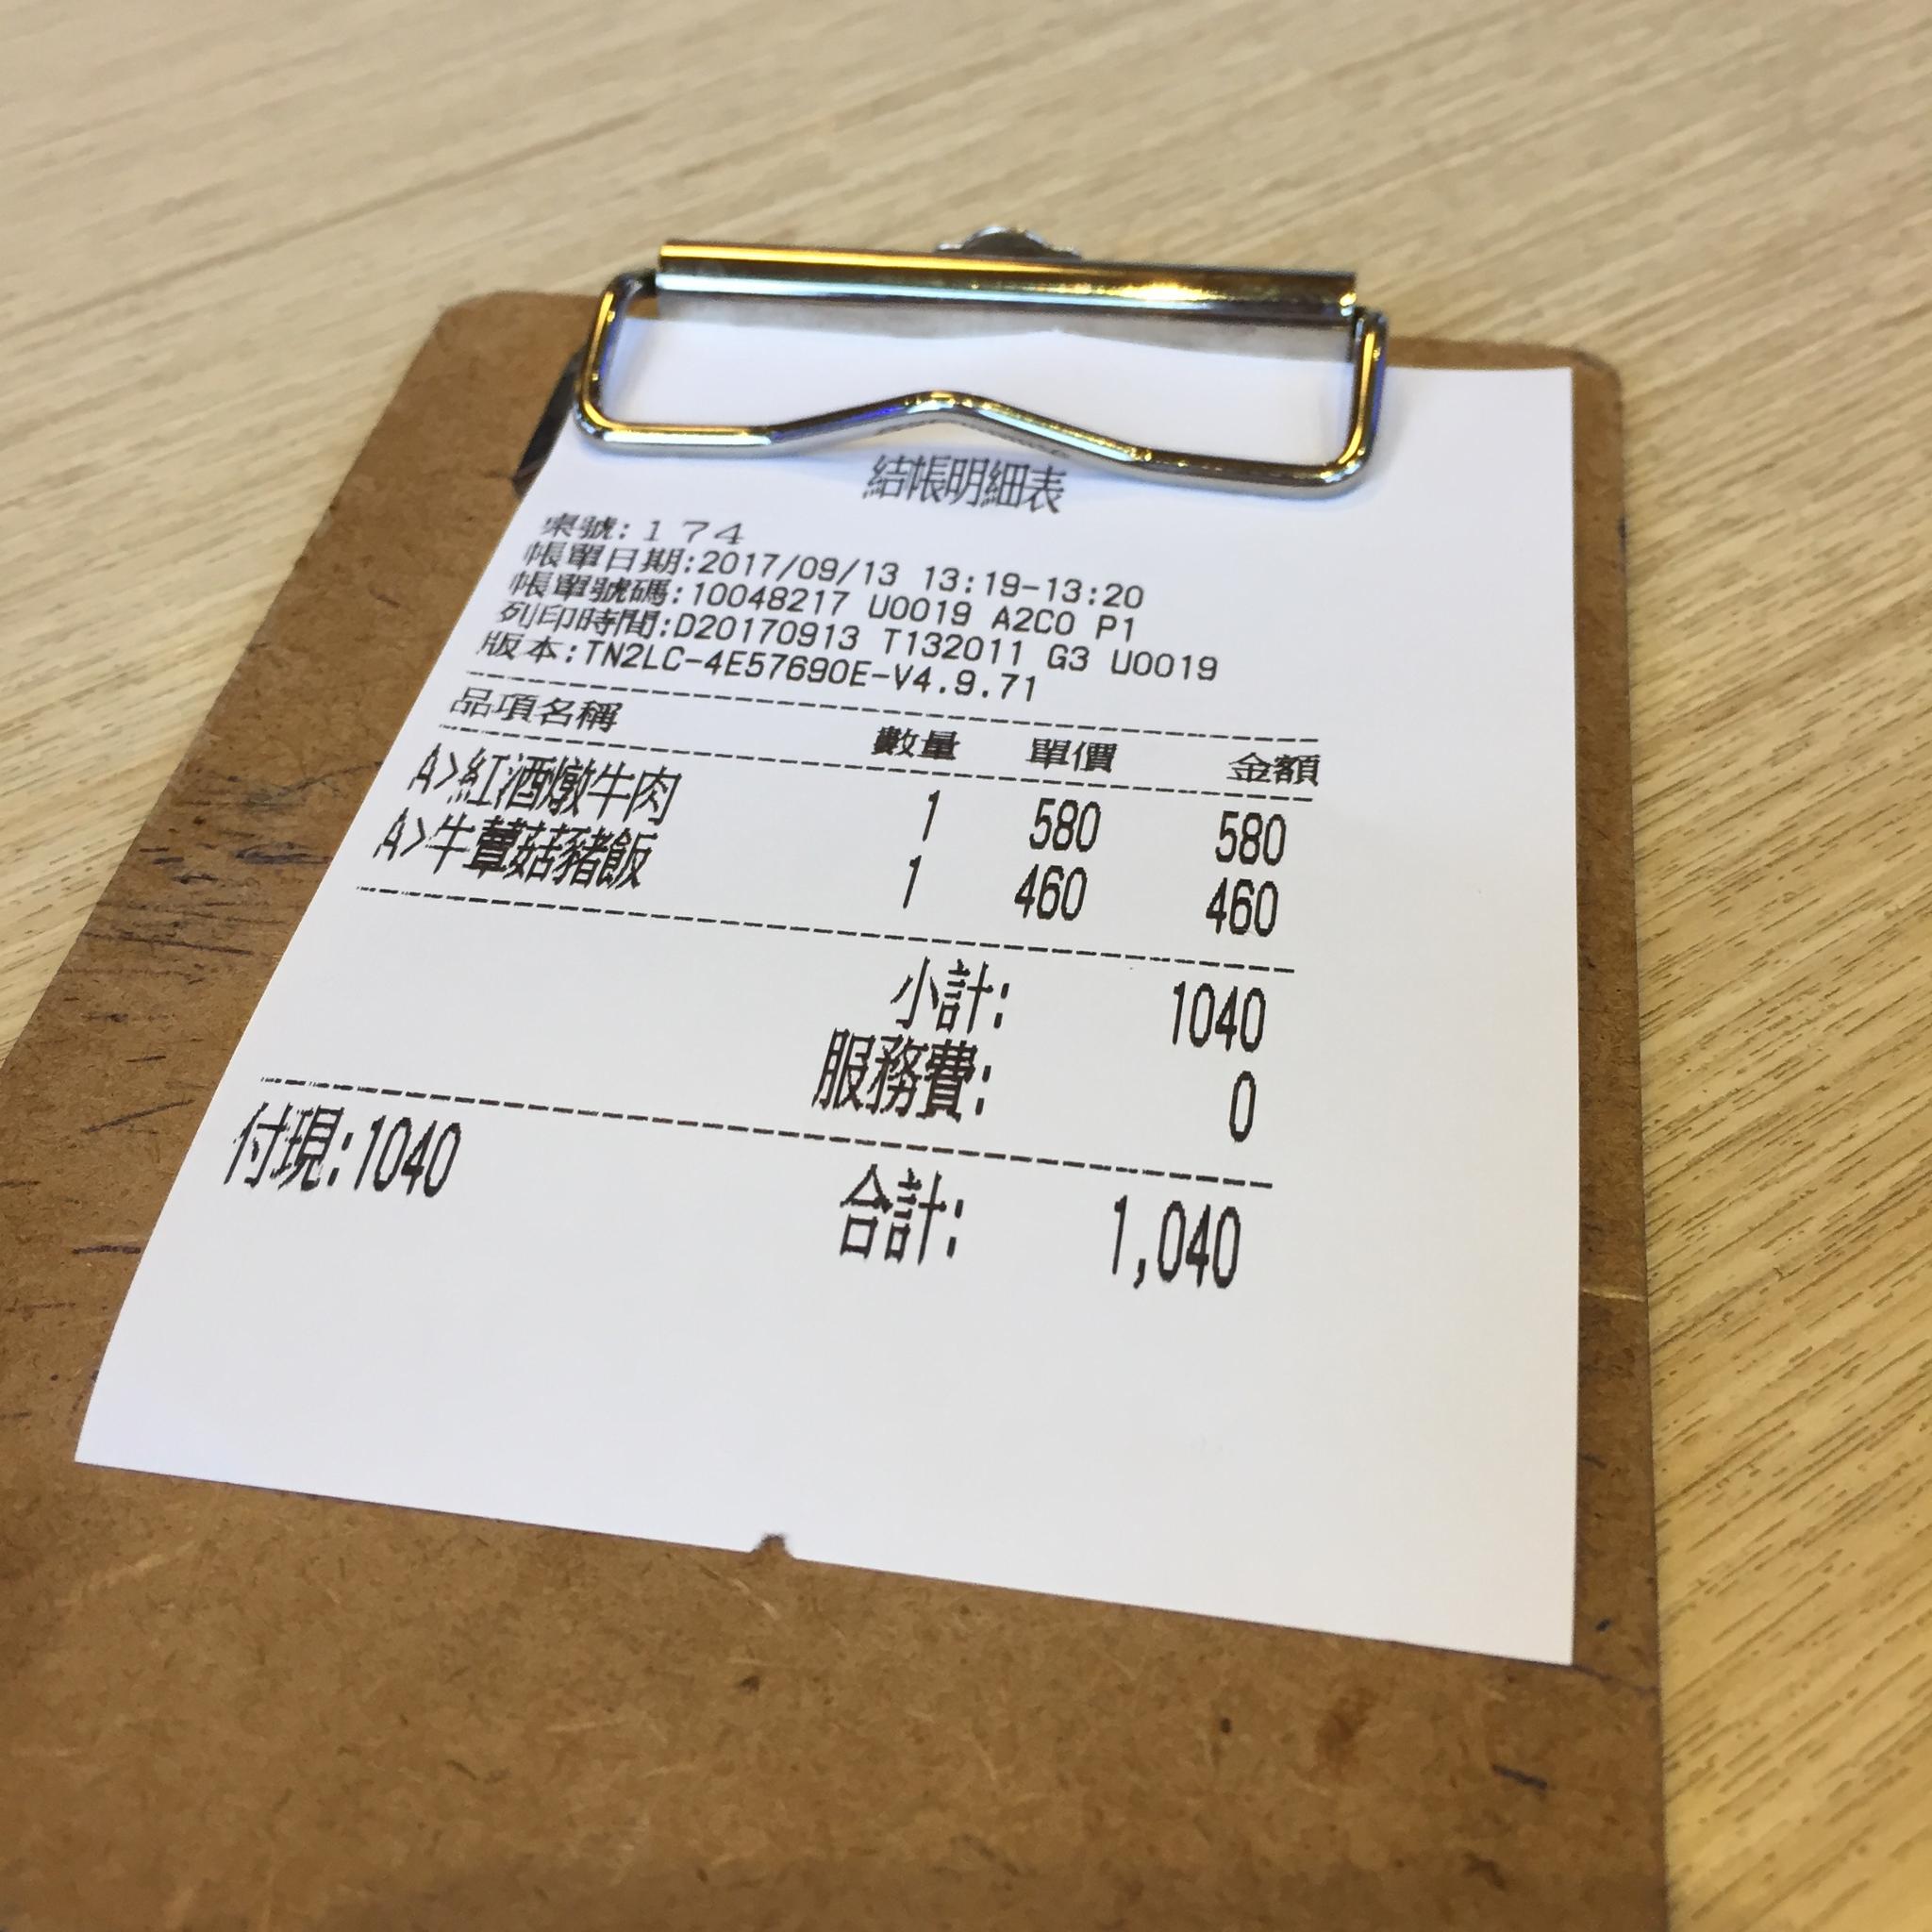 結帳明細表
桌號:１７４
帳單日期:2017/09/13 13:19-13:20
帳單號碼:10048217 U0019 A2C0 P1
列印時間:D20170913 T132011 G3 U0019
版本:TN2LC-4E57690E-V4.9.71
品項名稱 數量 單價 金額
A>紅酒燉牛肉 1 580 580
A>牛蕈菇豬飯 1 460 460
小計: 1040
服務費: 0
付現:1040 合計: 1,040